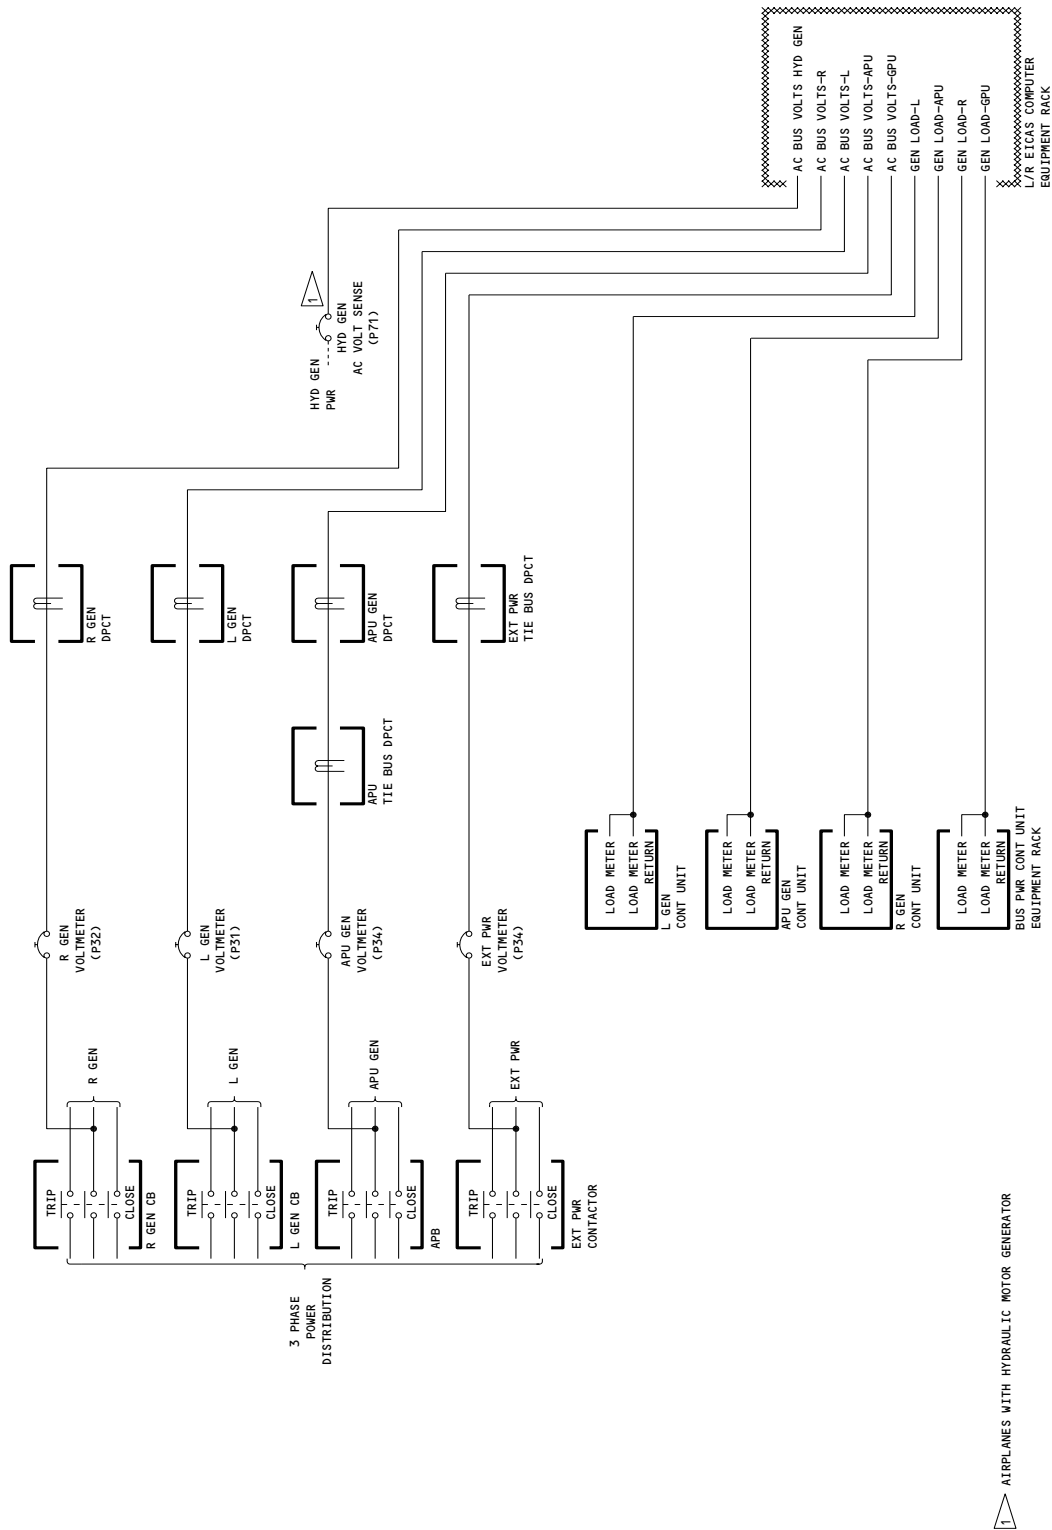 3 PHASE
POWER
DISTRIBUTION
TRIP
CLOSE
R GEN CB
R GEN
R GEN
VOLTMETER
(P32)
R GEN
DPCT
TRIP
CLOSE
L GEN CB
L GEN
L GEN
VOLTMETER
(P31)
L GEN
DPCT
TRIP
CLOSE
APB
APU GEN
APU GEN
VOLTMETER
(P34)
APU
TIE BUS DPCT
APU GEN
DPCT
TRIP
CLOSE
EXT PWR
CONTACTOR
EXT PWR
EXT PWR
VOLTMETER
(P34)
EXT PWR
TIE BUS DPCT
HYD GEN
PWR
HYD GEN
AC VOLT SENSE
(P71)
1
LOAD METER
LOAD METER
RETURN
L GEN
CONT UNIT
LOAD METER
LOAD METER
RETURN
APU GEN
CONT UNIT
LOAD METER
LOAD METER
RETURN
R GEN
CONT UNIT
LOAD METER
LOAD METER
RETURN
BUS PWR CONT UNIT
EQUIPMENT RACK
AC BUS VOLTS HYD GEN
AC BUS VOLTS-R
AC BUS VOLTS-L
AC BUS VOLTS-APU
AC BUS VOLTS-GPU
GEN LOAD-L
GEN LOAD-APU
GEN LOAD-R
GEN LOAD-GPU
L/R EICAS COMPUTER
EQUIPMENT RACK
1 AIRPLANES WITH HYDRAULIC MOTOR GENERATOR